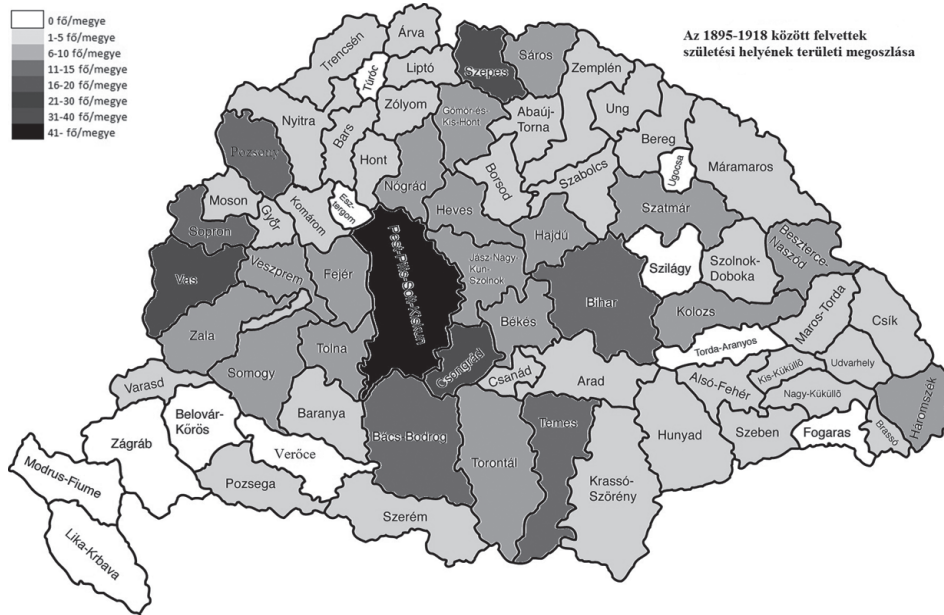 0 fő/megye
1-5 fő/megye
6-10 fő/megye
11-15 fő/megye
16-20 fő/megye
21-30 fő/megye
31-40 fő/megye
41- fő/megye
Az 1895-1918 között felvettek
születési helyének területi megoszlása
Árva
Trencsén
Szepes
Sáros
Liptó
Túróc
Zemplén
Zólyom
Gömör-és-
Kis-Hont
Abaúj-
Torna
Ung
Bereg
Nyitra
Bars
Hont
Pozsony
Borsod
Szabolcs
Ugocsa
Máramaros
Nógrád
Moson
Győr
Komárom
Esz-
tergom
Heves
Hajdú
Szatmár
Beszterce-
Naszód
Sopron
Vas
Veszprem
Fejér
Pest-Pilis-Solt-Kiskun
Jász-Nagy-
Kun-
Szolnok
Szilágy
Szolnok-
Doboka
Bihar
Kolozs
Maros-Torda
Csík
Békés
Zala
Tolna
Somogy
Csongrád
Csanád
Arad
Torda-Aranyos
Alsó-Fehér
Kis-Küküllő
Udvarhely
Nagy-Küküllő
Háromszék
Varasd
Belovár-
Kőrös
Baranya
Bács-Bodrog
Torontál
Temes
Hunyad
Szeben
Fogaras
Brassó
Zágráb
Verőce
Modrus-Fiume
Pozsega
Szerém
Krassó-
Szörény
Lika-Krbava